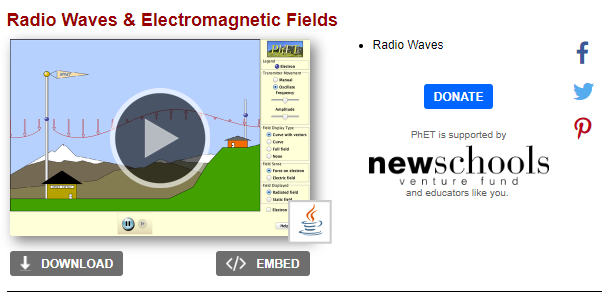 Radio Waves & Electromagnetic Fields
PhET
Legend
Electron
Transmitter Movement
Manual
Oscillate
Frequency
Amplitude
Field Display Type
Curve with vectors
Curve
Full field
None
Field Sense
Force on electron
Electric field
Field Displayed
Radiated field
Static field
Electron
Help
DOWNLOAD
</> EMBED
Radio Waves
DONATE
PhET is supported by
newschools
venture fund
and educators like you.